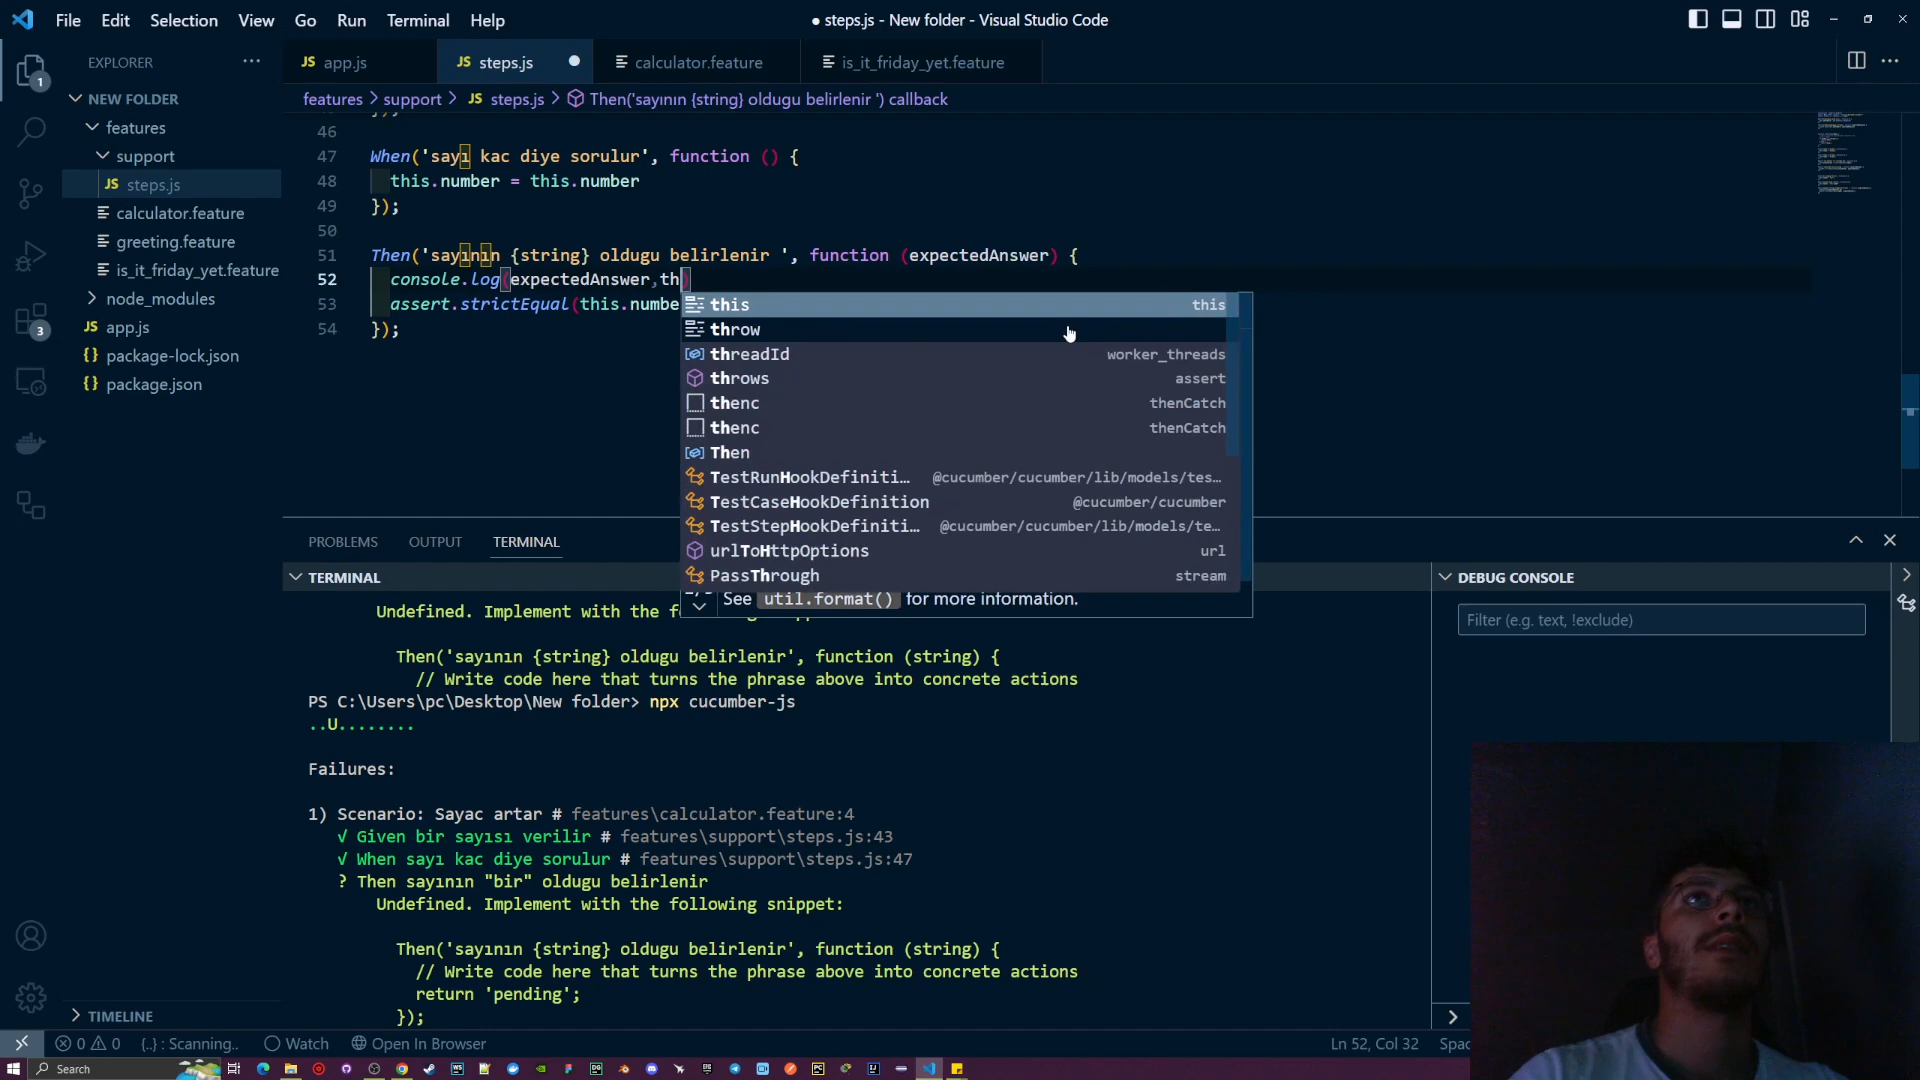 File Edit Selection View Go Run Terminal Help
● steps.js - New folder - Visual Studio Code
EXPLORER
1
JS app.js
JS steps.js
calculator.feature
is_it_friday_yet.feature
NEW FOLDER
features
support
JS steps.js
calculator.feature
greeting.feature
is_it_friday_yet.feature
node_modules
{} app.js
{} package-lock.json
{} package.json
3
features > support > JS steps.js > Then('sayının {string} oldugu belirlenir ') callback
46
47 When('sayı kac diye sorulur', function () {
48 this.number = this.number
49 });
50
51 Then('sayının {string} oldugu belirlenir ', function (expectedAnswer) {
52 console.log(expectedAnswer,th)
53 assert.strictEqual(this.numbe
54 });
this this
throw
threadId worker_threads
throws assert
thenc thenCatch
thenc thenCatch
Then
TestRunHookDefiniti… @cucumber/cucumber/lib/models/tes…
TestCaseHookDefinition @cucumber/cucumber
TestStepHookDefiniti… @cucumber/cucumber/lib/models/te…
urlToHttpOptions url
PassThrough stream
See util.format() for more information.
PROBLEMS OUTPUT TERMINAL
TERMINAL
Undefined. Implement with the f
Then('sayının {string} oldugu belirlenir', function (string) {
// Write code here that turns the phrase above into concrete actions
PS C:\Users\pc\Desktop\New folder> npx cucumber-js
..U........
Failures:
1) Scenario: Sayac artar # features\calculator.feature:4
√ Given bir sayısı verilir # features\support\steps.js:43
√ When sayı kac diye sorulur # features\support\steps.js:47
? Then sayının "bir" oldugu belirlenir
Undefined. Implement with the following snippet:
Then('sayının {string} oldugu belirlenir', function (string) {
// Write code here that turns the phrase above into concrete actions
return 'pending';
});
DEBUG CONSOLE
Filter (e.g. text, !exclude)
TIMELINE
0 0 {..} : Scanning.. Watch Open In Browser
Ln 52, Col 32 Spac
Search